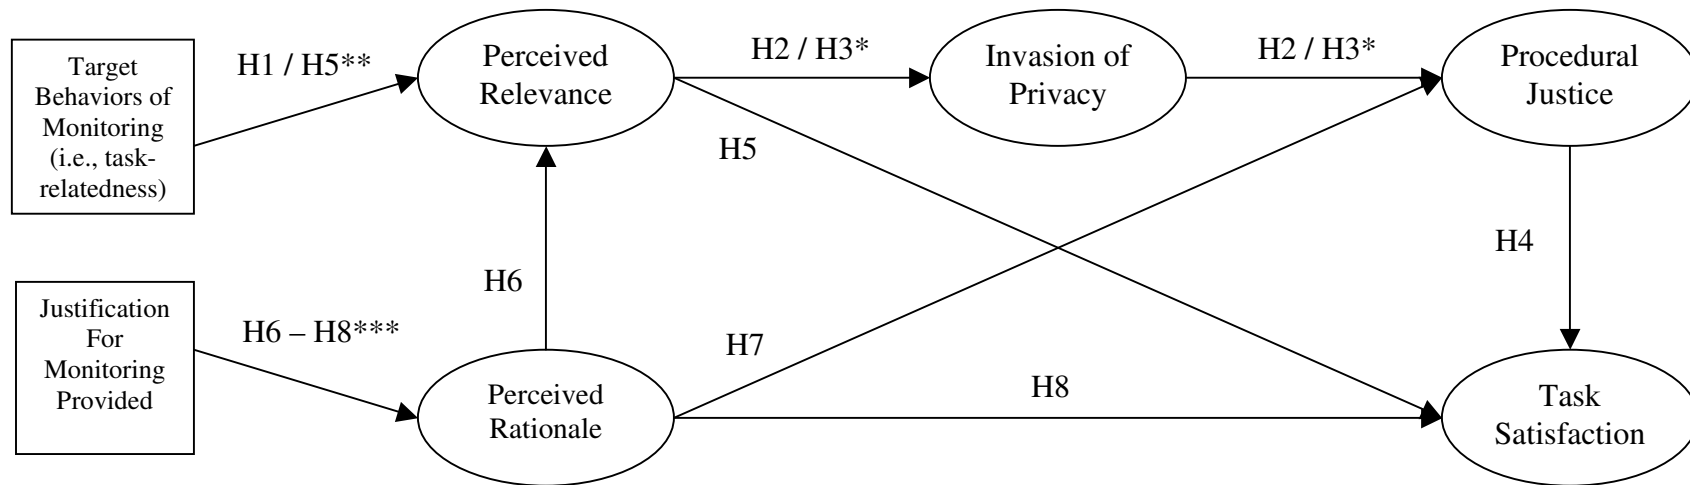 Target
Behaviors of
Monitoring
(i.e., task-
relatedness)
H1 / H5**
Perceived
Relevance
H2 / H3*
Invasion of
Privacy
H2 / H3*
Procedural
Justice
H5
H4
H6
Justification
For
Monitoring
Provided
H6 – H8***
H7
Perceived
Rationale
H8
Task
Satisfaction